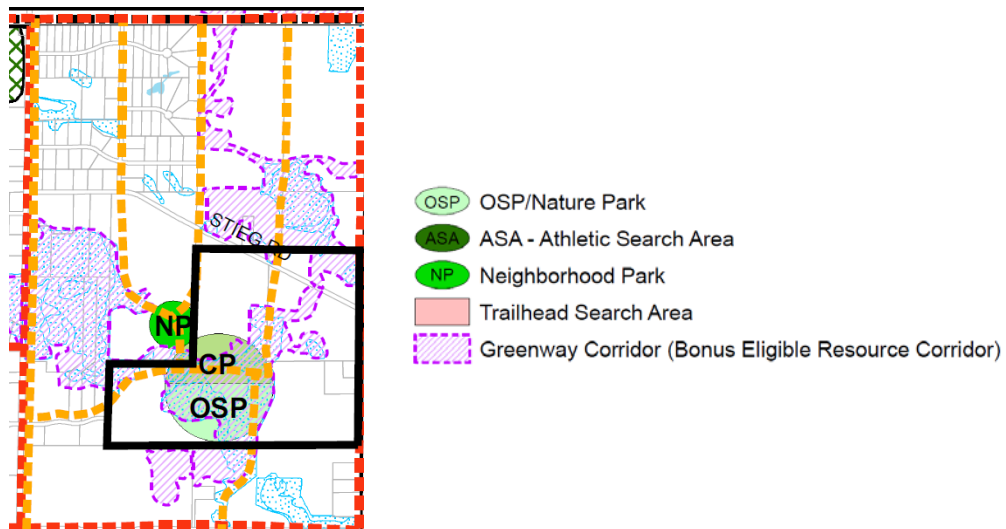 STIEG RD
NP
CP
OSP
OSP OSP/Nature Park
ASA ASA - Athletic Search Area
NP Neighborhood Park
Trailhead Search Area
Greenway Corridor (Bonus Eligible Resource Corridor)